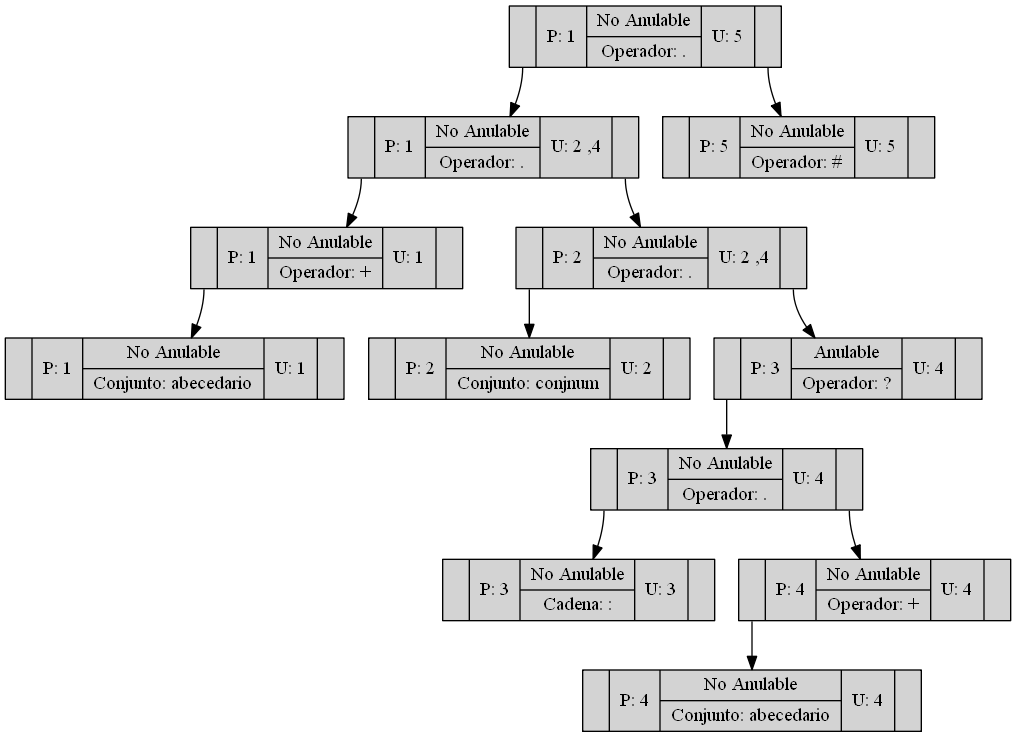 P: 1
No Anulable
Operador: .
U: 5
P: 1
No Anulable
Operador: .
U: 2 ,4
P: 5
No Anulable
Operador: #
U: 5
P: 1
No Anulable
Operador: +
U: 1
P: 2
No Anulable
Operador: .
U: 2 ,4
P: 1
No Anulable
Conjunto: abecedario
U: 1
P: 2
No Anulable
Conjunto: conjnum
U: 2
P: 3
Anulable
Operador: ?
U: 4
P: 3
No Anulable
Operador: .
U: 4
P: 3
No Anulable
Cadena: :
U: 3
P: 4
No Anulable
Operador: +
U: 4
P: 4
No Anulable
Conjunto: abecedario
U: 4